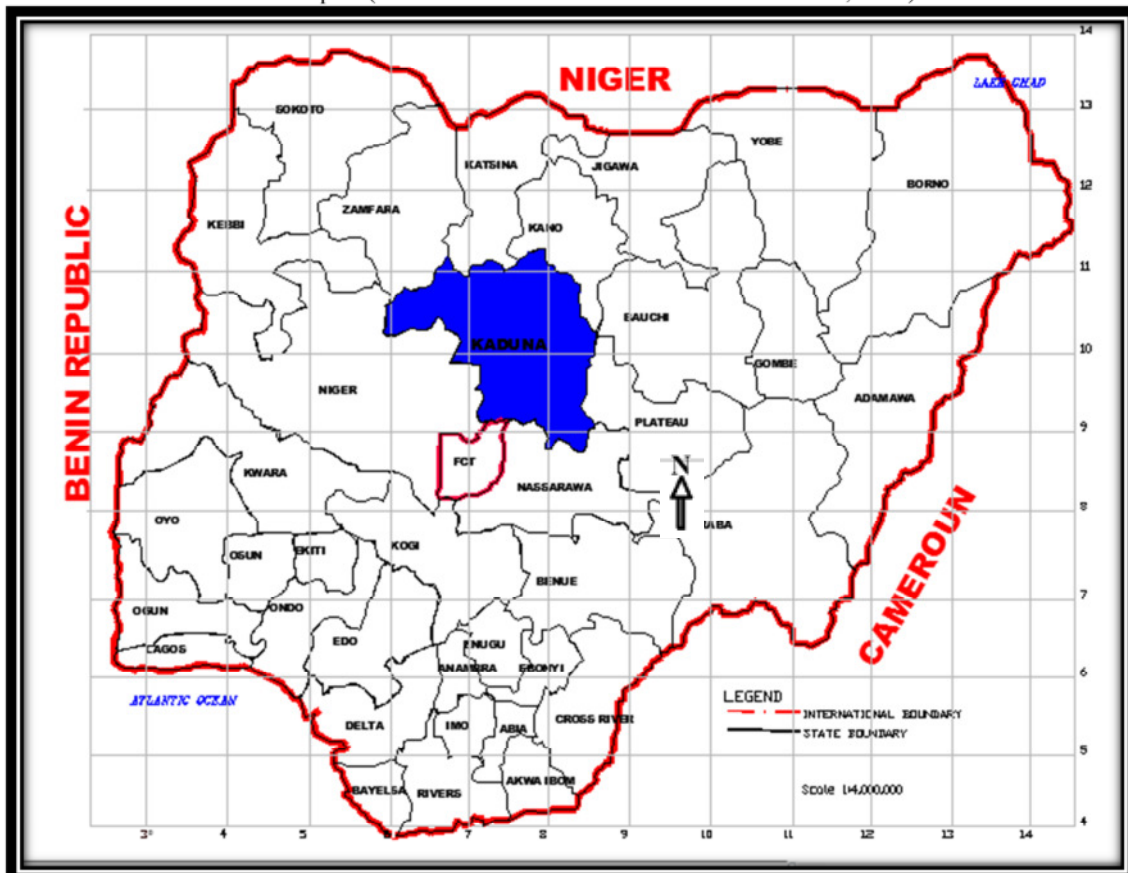 14
NIGER
LAKE CHAD
13
SOKOTO
YOBE
KATSINA
JIGAWA
BORNO
12
ZAMFARA
KEBBI
KANO
11
BENIN REPUBLIC
BAUCHI
KADUNA
10
GOMBE
NIGER
ADAMAWA
PLATEAU
9
FCT
N
KWARA
NASSARAWA
8
OYO
ABA
KOGI
OSUN
EKITI
BENUE
CAMEROUN
7
OGUN
ONDO
EDO
ENUGU
LAGOS
ANAMBRA
EBONYI
6
ATLANTIC OCEAN
LEGEND
INTERNATIONAL BOUNDARY
STATE BOUNDARY
DELTA
IMO
ABIA
CROSS RIVER
5
AKWA IBOM
BAYELSA
RIVERS
Scale 1:4,000,000
4
3° 4 5 6 7 8 9 10 11 12 13 14